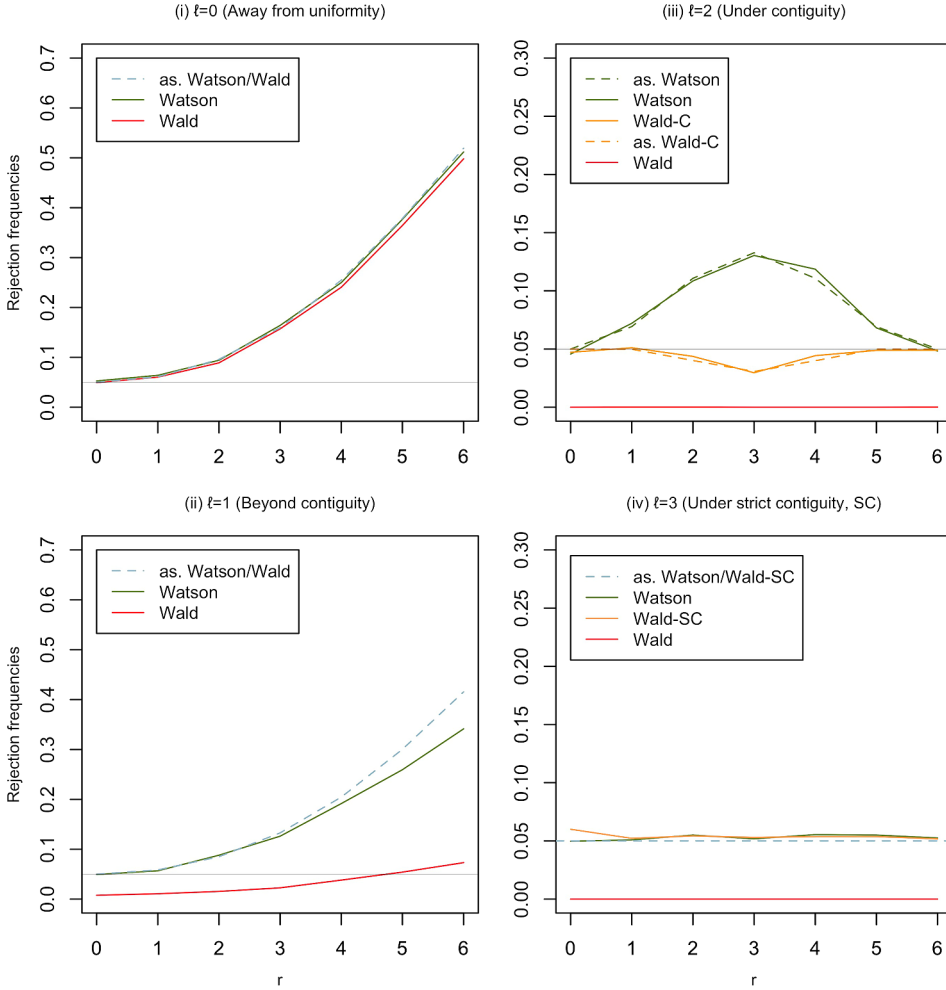 (i) ℓ=0 (Away from uniformity)
Rejection frequencies
0.7
0.6
0.5
0.4
0.3
0.2
0.1
0.0
as. Watson/Wald
Watson
Wald
0 1 2 3 4 5 6
(iii) ℓ=2 (Under contiguity)
0.30
0.25
0.20
0.15
0.10
0.05
0.00
as. Watson
Watson
Wald-C
as. Wald-C
Wald
0 1 2 3 4 5 6
(ii) ℓ=1 (Beyond contiguity)
Rejection frequencies
0.7
0.6
0.5
0.4
0.3
0.2
0.1
0.0
as. Watson/Wald
Watson
Wald
0 1 2 3 4 5 6
r
(iv) ℓ=3 (Under strict contiguity, SC)
0.30
0.25
0.20
0.15
0.10
0.05
0.00
as. Watson/Wald-SC
Watson
Wald-SC
Wald
0 1 2 3 4 5 6
r